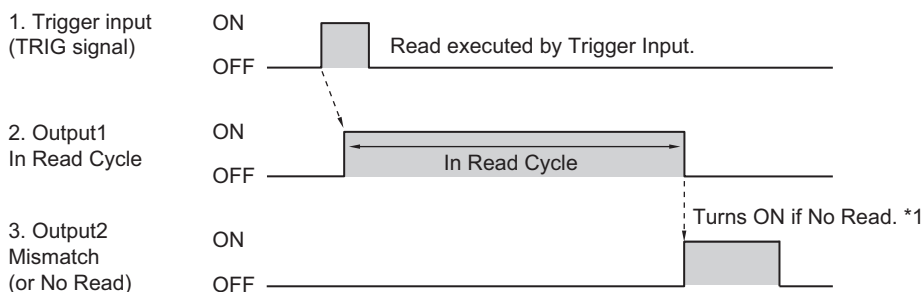 1. Trigger input
(TRIG signal)
ON
OFF
Read executed by Trigger Input.
2. Output1
In Read Cycle
ON
OFF
In Read Cycle
Turns ON if No Read. *1
3. Output2
Mismatch
(or No Read)
ON
OFF